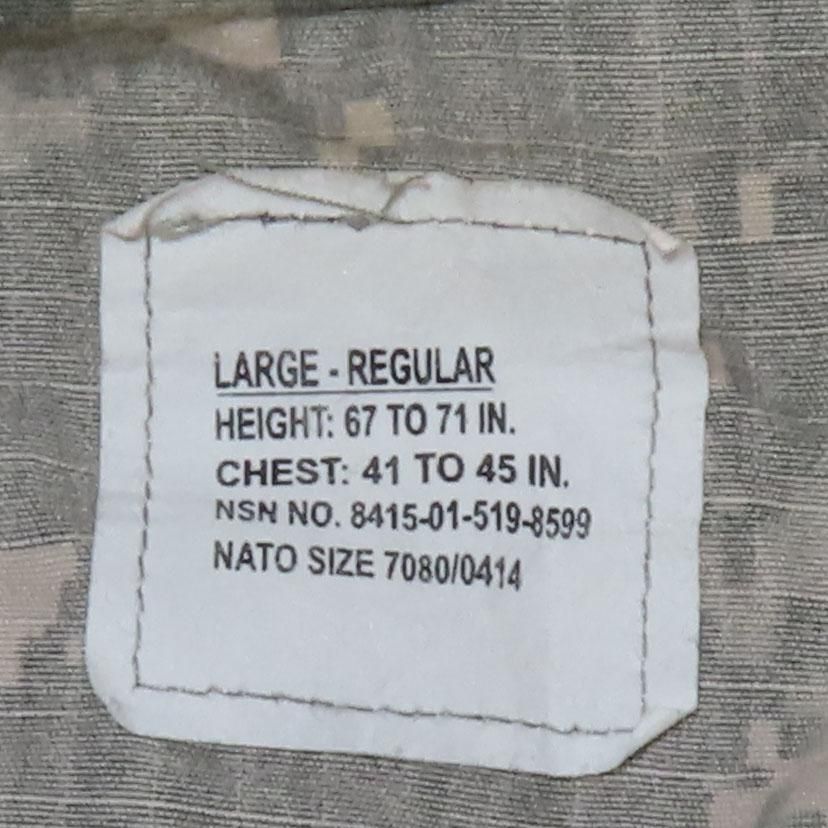 LARGE - REGULAR
HEIGHT: 67 TO 71 IN.
CHEST: 41 TO 45 IN.
NSN NO. 8415-01-519-8599
NATO SIZE 7080/0414